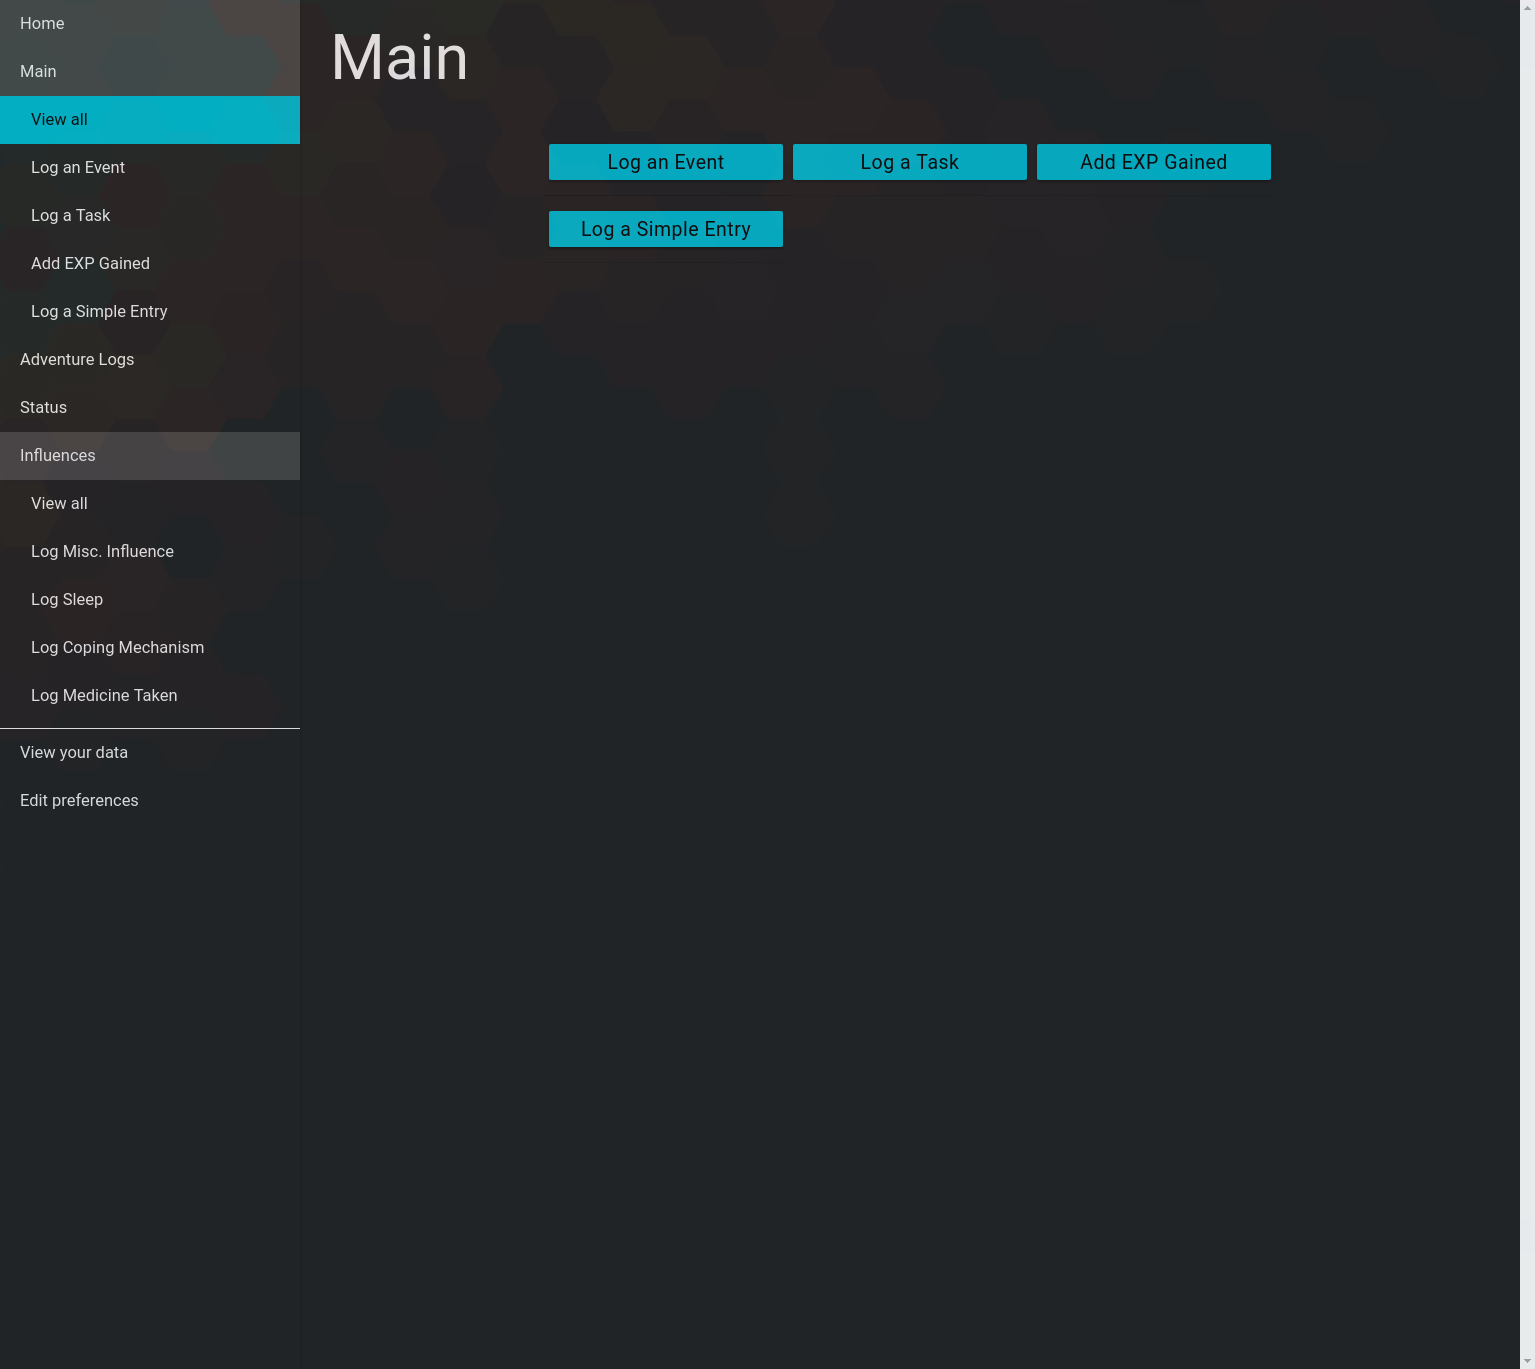 Home
Main
View all
Log an Event
Log a Task
Add EXP Gained
Log a Simple Entry
Adventure Logs
Status
Influences
View all
Log Misc. Influence
Log Sleep
Log Coping Mechanism
Log Medicine Taken
View your data
Edit preferences
Main
Log an Event
Log a Task
Add EXP Gained
Log a Simple Entry